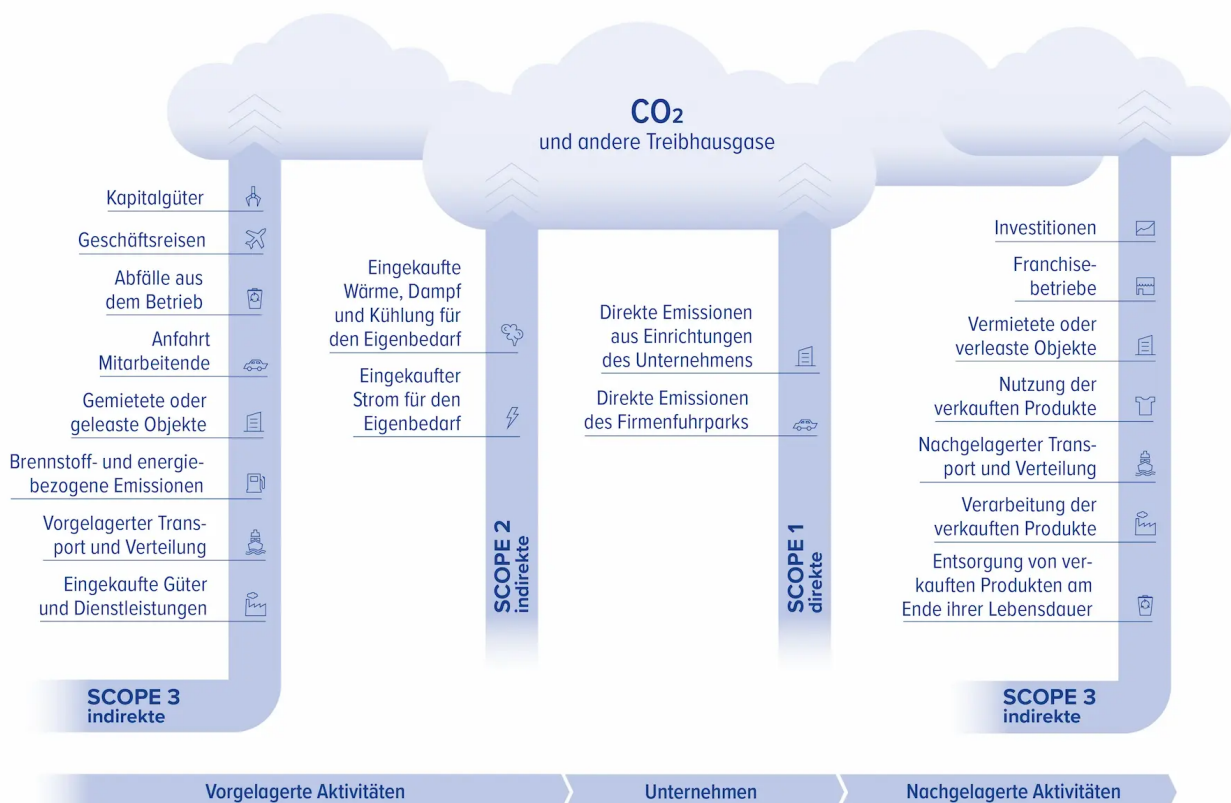 CO₂
und andere Treibhausgase
Kapitalgüter
Geschäftsreisen
Abfälle aus
dem Betrieb
Anfahrt
Mitarbeitende
Gemietete oder
geleaste Objekte
Brennstoff- und energie-
bezogene Emissionen
Vorgelagerter Trans-
port und Verteilung
Eingekaufte Güter
und Dienstleistungen
SCOPE 3
indirekte
Eingekaufte
Wärme, Dampf
und Kühlung für
den Eigenbedarf
Eingekaufter
Strom für den
Eigenbedarf
SCOPE 2
indirekte
Direkte Emissionen
aus Einrichtungen
des Unternehmens
Direkte Emissionen
des Firmenfuhrparks
SCOPE 1
direkte
Investitionen
Franchise-
betriebe
Vermietete oder
verleaste Objekte
Nutzung der
verkauften Produkte
Nachgelagerter Trans-
port und Verteilung
Verarbeitung der
verkauften Produkte
Entsorgung von ver-
kauften Produkten am
Ende ihrer Lebensdauer
SCOPE 3
indirekte
Vorgelagerte Aktivitäten
Unternehmen
Nachgelagerte Aktivitäten